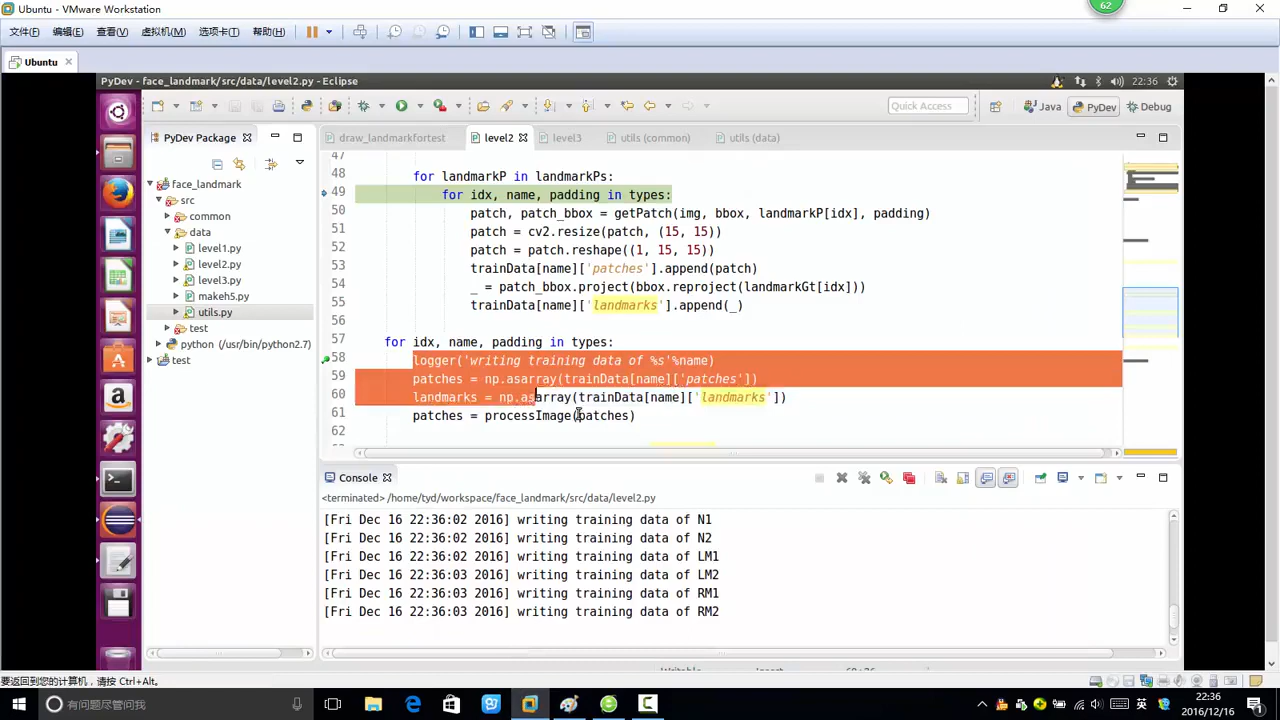 62
Ubuntu - VMware Workstation
文件(F) 编辑(E) 查看(V) 虚拟机(M) 选项卡(T) 帮助(H)
Ubuntu
PyDev - face_landmark/src/data/level2.py - Eclipse
22:36
Quick Access
Java
PyDev
Debug
PyDev Package
draw_landmarkfortest
level2
level3
utils (common)
utils (data)
face_landmark
src
common
data
level1.py
level2.py
level3.py
makeh5.py
utils.py
test
python (/usr/bin/python2.7)
test
47
48 for landmarkP in landmarkPs:
49 for idx, name, padding in types:
50 patch, patch_bbox = getPatch(img, bbox, landmarkP[idx], padding)
51 patch = cv2.resize(patch, (15, 15))
52 patch = patch.reshape((1, 15, 15))
53 trainData[name]['patches'].append(patch)
54 _ = patch_bbox.project(bbox.reproject(landmarkGt[idx]))
55 trainData[name]['landmarks'].append(_)
56
57 for idx, name, padding in types:
58 logger('writing training data of %s'%name)
59 patches = np.asarray(trainData[name]['patches'])
60 landmarks = np.asarray(trainData[name]['landmarks'])
61 patches = processImage(patches)
62
Console
<terminated> /home/tyd/workspace/face_landmark/src/data/level2.py
[Fri Dec 16 22:36:02 2016] writing training data of N1
[Fri Dec 16 22:36:02 2016] writing training data of N2
[Fri Dec 16 22:36:02 2016] writing training data of LM1
[Fri Dec 16 22:36:03 2016] writing training data of LM2
[Fri Dec 16 22:36:03 2016] writing training data of RM1
[Fri Dec 16 22:36:03 2016] writing training data of RM2
要返回到您的计算机，请按 Ctrl+Alt。
有问题尽管问我
英
22:36
2016/12/16